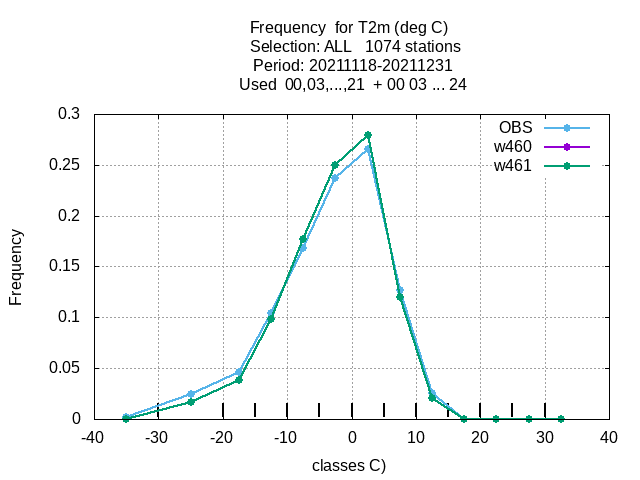 Frequency  for T2m (deg C)
Selection: ALL   1074 stations
Period: 20211118-20211231
Used  00,03,...,21  + 00 03 ... 24
OBS
w460
w461
Frequency
0.3
0.25
0.2
0.15
0.1
0.05
0
-40 -30 -20 -10 0 10 20 30 40
classes C)